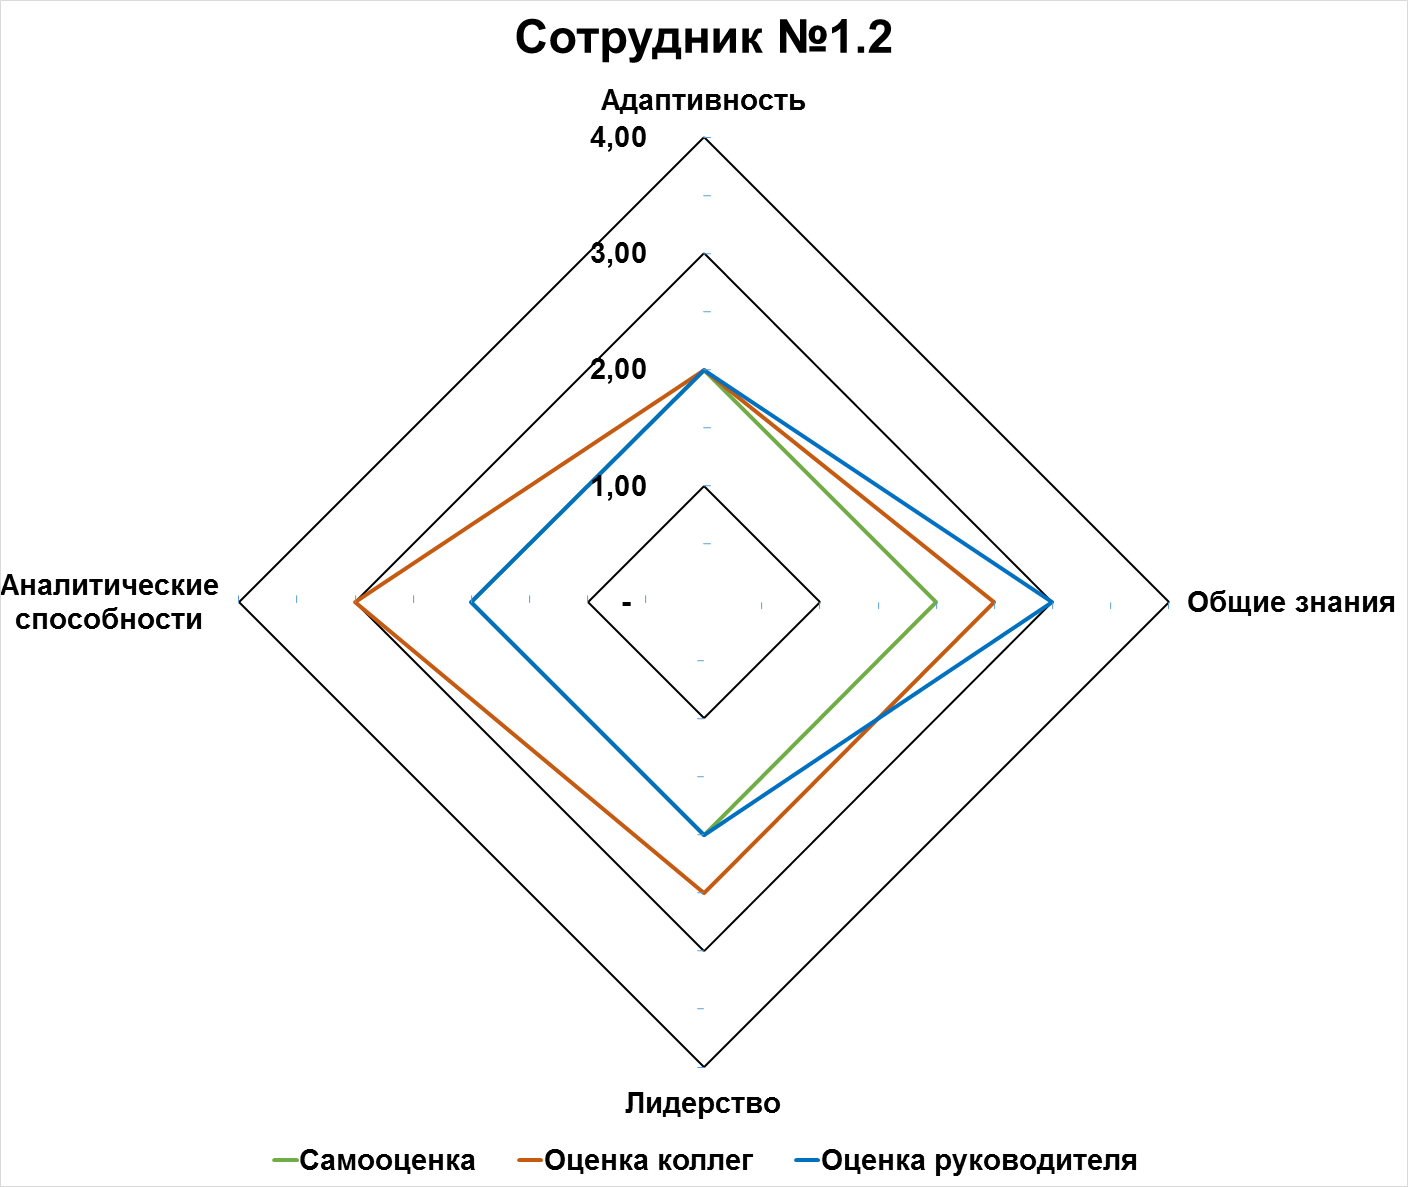 Сотрудник №1.2
Адаптивность
4,00
3,00
2,00
1,00
-
Аналитические
способности
Общие знания
Лидерство
Самооценка
Оценка коллег
Оценка руководителя